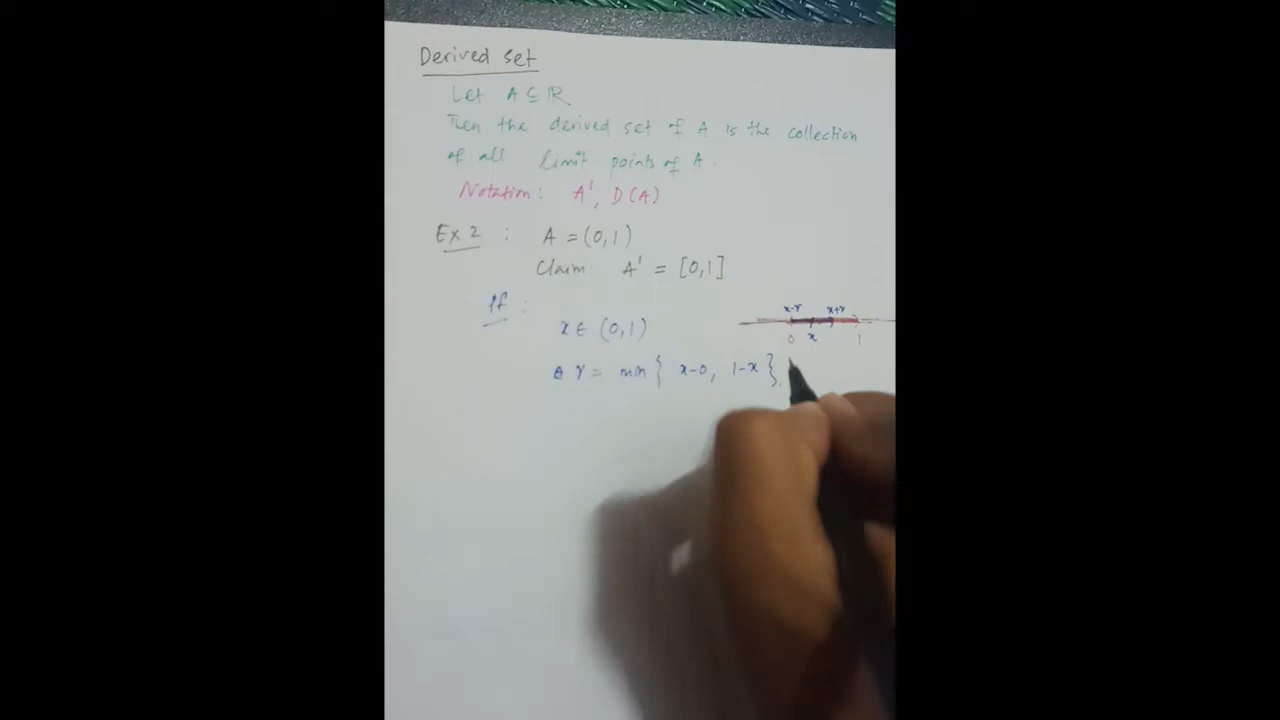 Derived set
Let A ⊆ ℝ
Then the derived set of A is the collection
of all limit points of A.
Notation: A', D(A)
Ex 2 : A = (0,1)
Claim A' = [0,1]
If :
x-r x+r
x ∈ (0,1)
0 x 1
r = min { x-0, 1-x }.